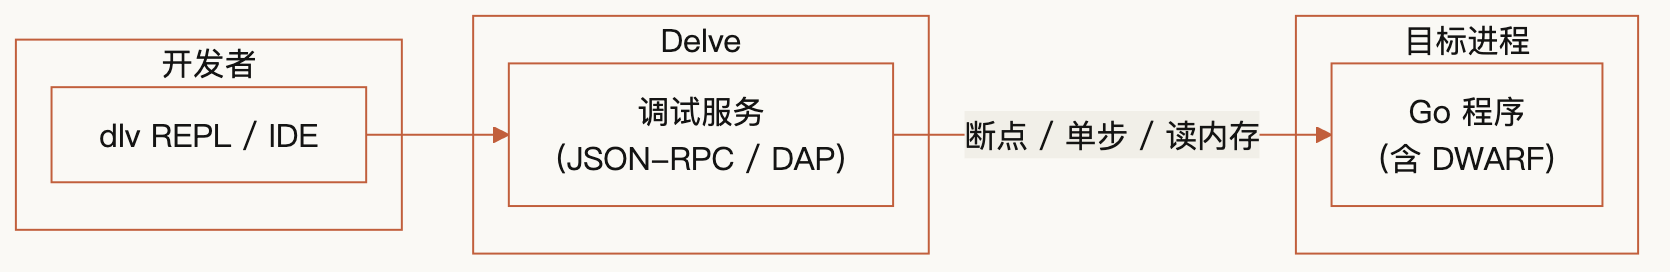 开发者
dlv REPL / IDE
Delve
调试服务
(JSON-RPC / DAP)
断点 / 单步 / 读内存
目标进程
Go 程序
(含 DWARF)